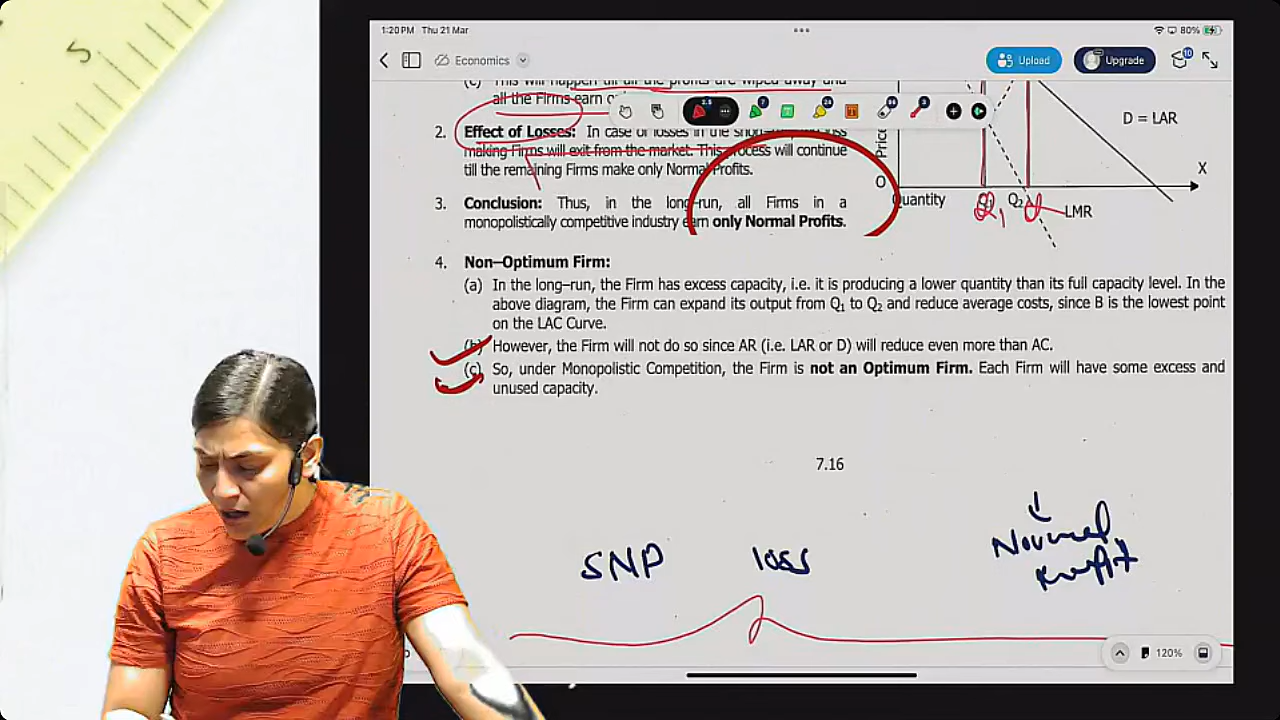 5
1:20 PM Thu 21 Mar
80%
Economics
Upload
Upgrade
10
(c) This will happen till all the profits are wiped away and
all the Firms earn
2. Effect of Losses: In case of losses in the short-run, loss
making Firms will exit from the market. This process will continue
till the remaining Firms make only Normal Profits.
3. Conclusion: Thus, in the long-run, all Firms in a
monopolistically competitive industry earn only Normal Profits.
Price
D = LAR
O
X
Quantity
Q1
Q2
LMR
4. Non–Optimum Firm:
(a) In the long–run, the Firm has excess capacity, i.e. it is producing a lower quantity than its full capacity level. In the
above diagram, the Firm can expand its output from Q1 to Q2 and reduce average costs, since B is the lowest point
on the LAC Curve.
(b) However, the Firm will not do so since AR (i.e. LAR or D) will reduce even more than AC.
(c) So, under Monopolistic Competition, the Firm is not an Optimum Firm. Each Firm will have some excess and
unused capacity.
7.16
SNP loss Normal
Profit
120%